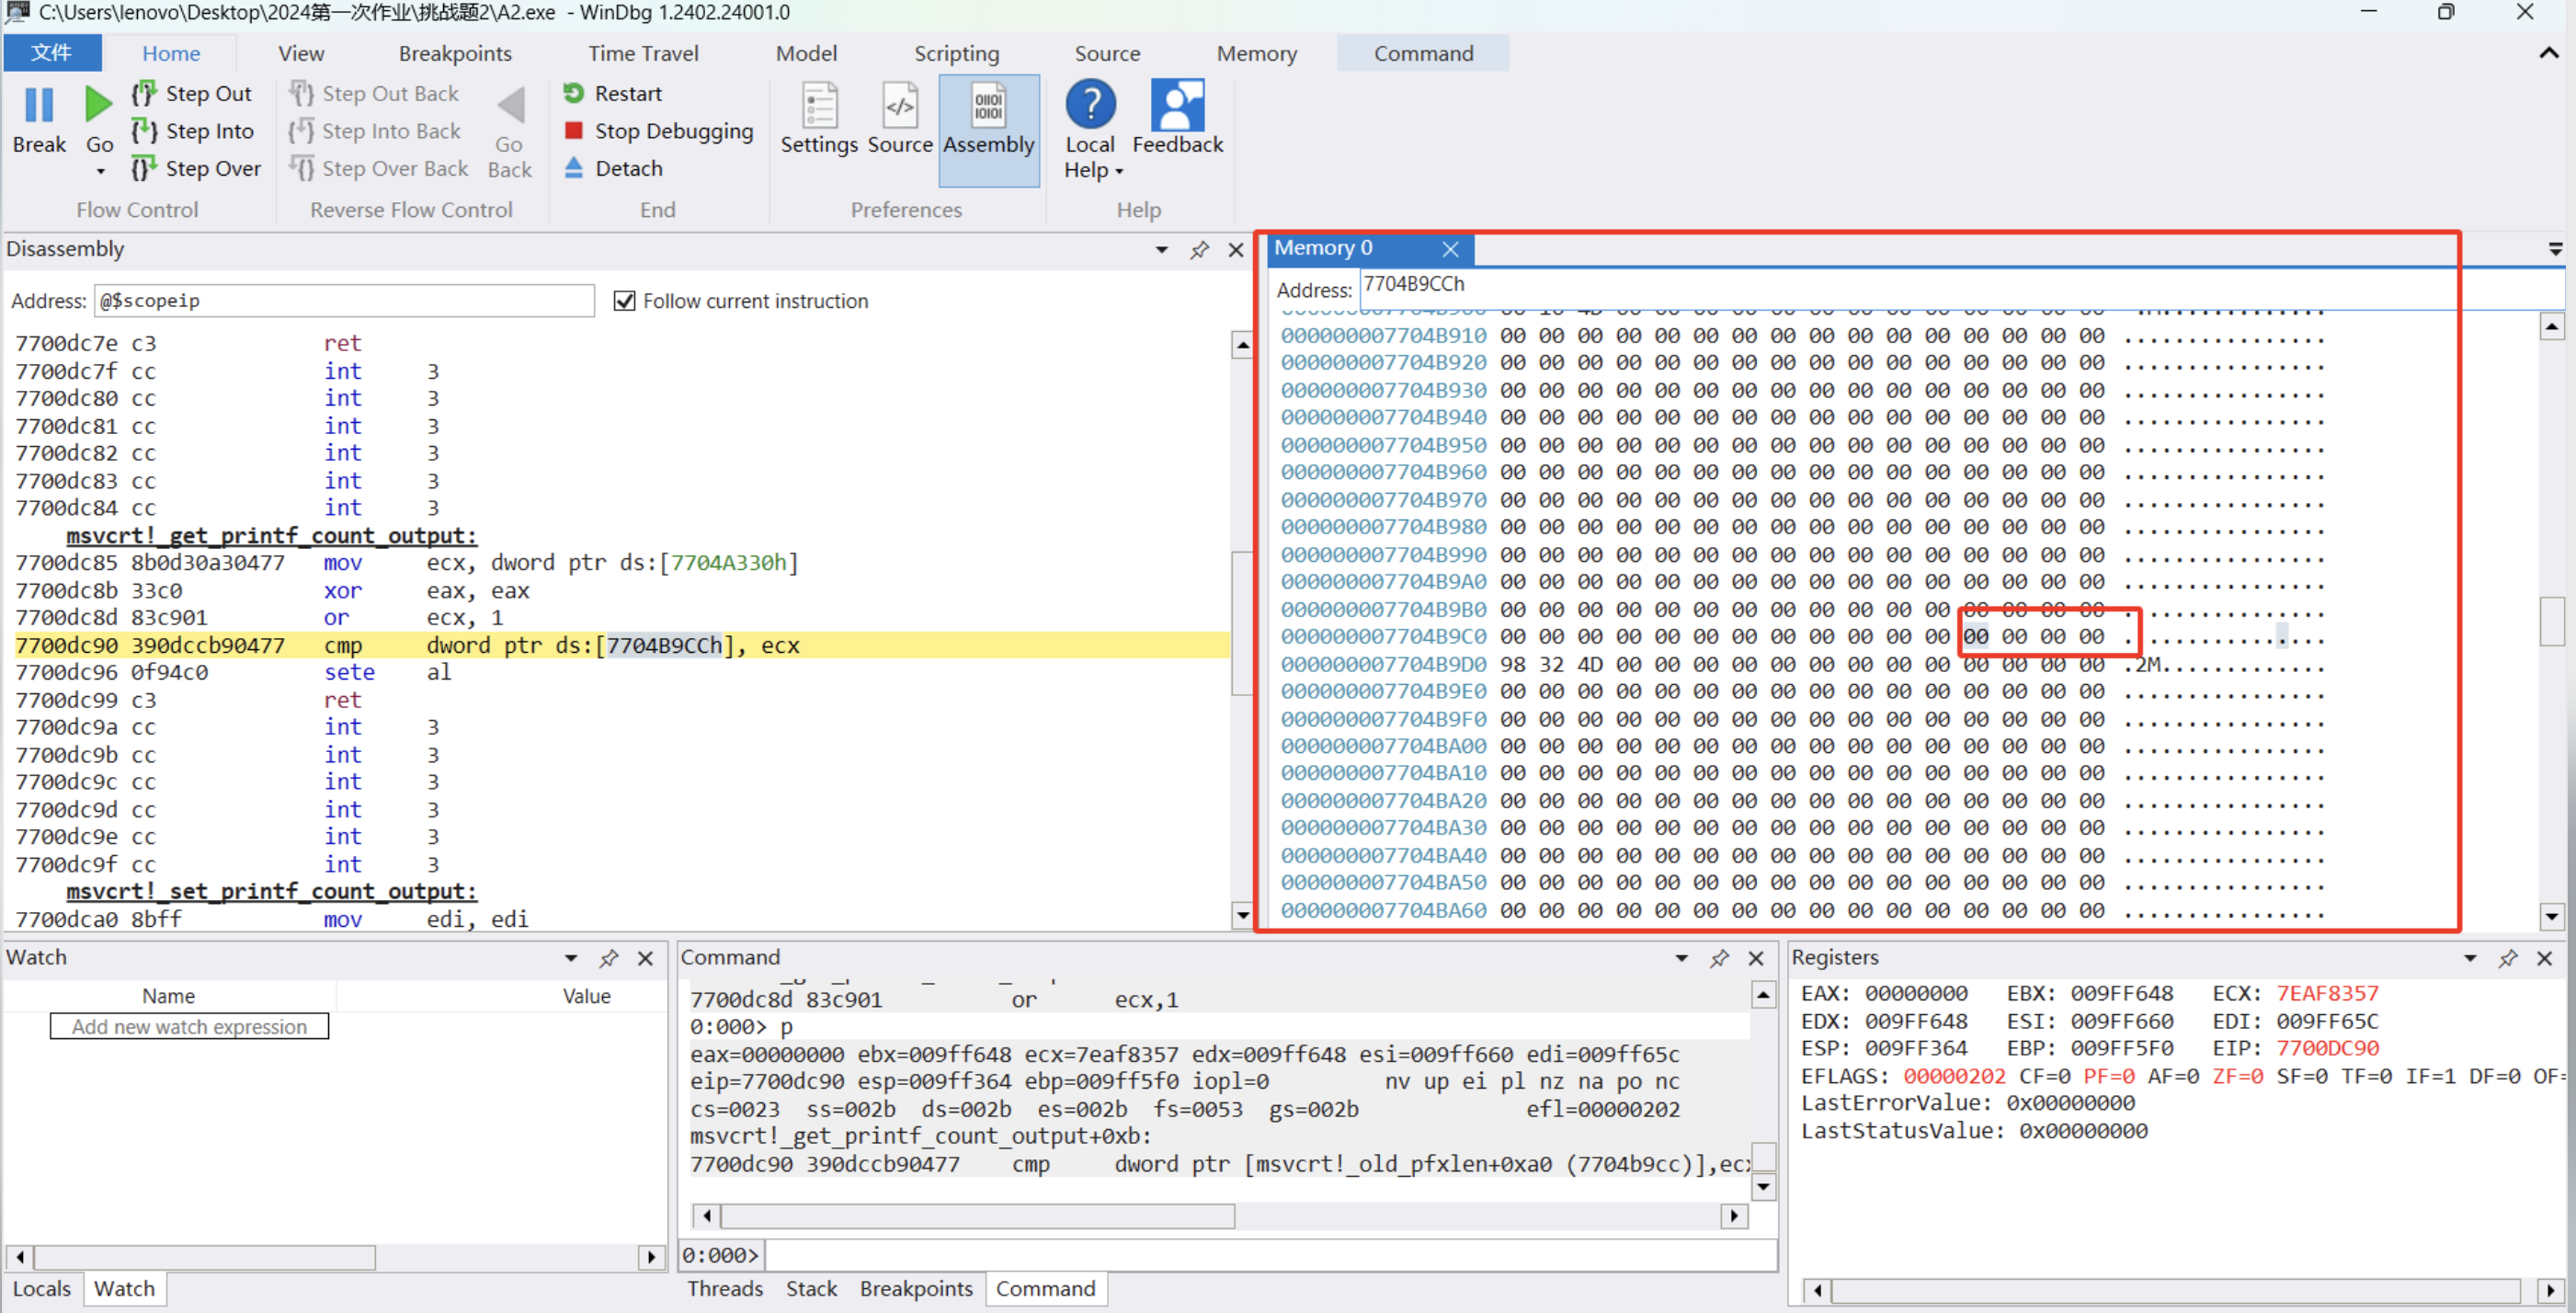 C:\Users\lenovo\Desktop\2024第一次作业\挑战题2\A2.exe - WinDbg 1.2402.24001.0
文件 Home View Breakpoints Time Travel Model Scripting Source Memory Command
Break
Go
Step Out
Step Into
Step Over
Flow Control
Step Out Back
Step Into Back
Step Over Back
Go Back
Reverse Flow Control
Restart
Stop Debugging
Detach
End
Settings
Source
Assembly
Preferences
Local Help
Feedback
Help
Disassembly
Address: @$scopeip Follow current instruction
7700dc7e c3 ret
7700dc7f cc int 3
7700dc80 cc int 3
7700dc81 cc int 3
7700dc82 cc int 3
7700dc83 cc int 3
7700dc84 cc int 3
msvcrt!_get_printf_count_output:
7700dc85 8b0d30a30477 mov ecx, dword ptr ds:[7704A330h]
7700dc8b 33c0 xor eax, eax
7700dc8d 83c901 or ecx, 1
7700dc90 390dccb90477 cmp dword ptr ds:[7704B9CCh], ecx
7700dc96 0f94c0 sete al
7700dc99 c3 ret
7700dc9a cc int 3
7700dc9b cc int 3
7700dc9c cc int 3
7700dc9d cc int 3
7700dc9e cc int 3
7700dc9f cc int 3
msvcrt!_set_printf_count_output:
7700dca0 8bff mov edi, edi
Memory 0
Address: 7704B9CCh
000000007704B910 00 00 00 00 00 00 00 00 00 00 00 00 00 00 00 00 ................
000000007704B920 00 00 00 00 00 00 00 00 00 00 00 00 00 00 00 00 ................
000000007704B930 00 00 00 00 00 00 00 00 00 00 00 00 00 00 00 00 ................
000000007704B940 00 00 00 00 00 00 00 00 00 00 00 00 00 00 00 00 ................
000000007704B950 00 00 00 00 00 00 00 00 00 00 00 00 00 00 00 00 ................
000000007704B960 00 00 00 00 00 00 00 00 00 00 00 00 00 00 00 00 ................
000000007704B970 00 00 00 00 00 00 00 00 00 00 00 00 00 00 00 00 ................
000000007704B980 00 00 00 00 00 00 00 00 00 00 00 00 00 00 00 00 ................
000000007704B990 00 00 00 00 00 00 00 00 00 00 00 00 00 00 00 00 ................
000000007704B9A0 00 00 00 00 00 00 00 00 00 00 00 00 00 00 00 00 ................
000000007704B9B0 00 00 00 00 00 00 00 00 00 00 00 00 00 00 00 00 ................
000000007704B9C0 00 00 00 00 00 00 00 00 00 00 00 00 00 00 00 00 ................
000000007704B9D0 98 32 4D 00 00 00 00 00 00 00 00 00 00 00 00 00 .2M.............
000000007704B9E0 00 00 00 00 00 00 00 00 00 00 00 00 00 00 00 00 ................
000000007704B9F0 00 00 00 00 00 00 00 00 00 00 00 00 00 00 00 00 ................
000000007704BA00 00 00 00 00 00 00 00 00 00 00 00 00 00 00 00 00 ................
000000007704BA10 00 00 00 00 00 00 00 00 00 00 00 00 00 00 00 00 ................
000000007704BA20 00 00 00 00 00 00 00 00 00 00 00 00 00 00 00 00 ................
000000007704BA30 00 00 00 00 00 00 00 00 00 00 00 00 00 00 00 00 ................
000000007704BA40 00 00 00 00 00 00 00 00 00 00 00 00 00 00 00 00 ................
000000007704BA50 00 00 00 00 00 00 00 00 00 00 00 00 00 00 00 00 ................
000000007704BA60 00 00 00 00 00 00 00 00 00 00 00 00 00 00 00 00 ................
Watch
Name Value
Add new watch expression
Locals Watch
Command
7700dc8d 83c901 or ecx,1
0:000> p
eax=00000000 ebx=009ff648 ecx=7eaf8357 edx=009ff648 esi=009ff660 edi=009ff65c
eip=7700dc90 esp=009ff364 ebp=009ff5f0 iopl=0 nv up ei pl nz na po nc
cs=0023 ss=002b ds=002b es=002b fs=0053 gs=002b efl=00000202
msvcrt!_get_printf_count_output+0xb:
7700dc90 390dccb90477 cmp dword ptr [msvcrt!_old_pfxlen+0xa0 (7704b9cc)],ecx
0:000>
Threads Stack Breakpoints Command
Registers
EAX: 00000000 EBX: 009FF648 ECX: 7EAF8357
EDX: 009FF648 ESI: 009FF660 EDI: 009FF65C
ESP: 009FF364 EBP: 009FF5F0 EIP: 7700DC90
EFLAGS: 00000202 CF=0 PF=0 AF=0 ZF=0 SF=0 TF=0 IF=1 DF=0 OF=
LastErrorValue: 0x00000000
LastStatusValue: 0x00000000